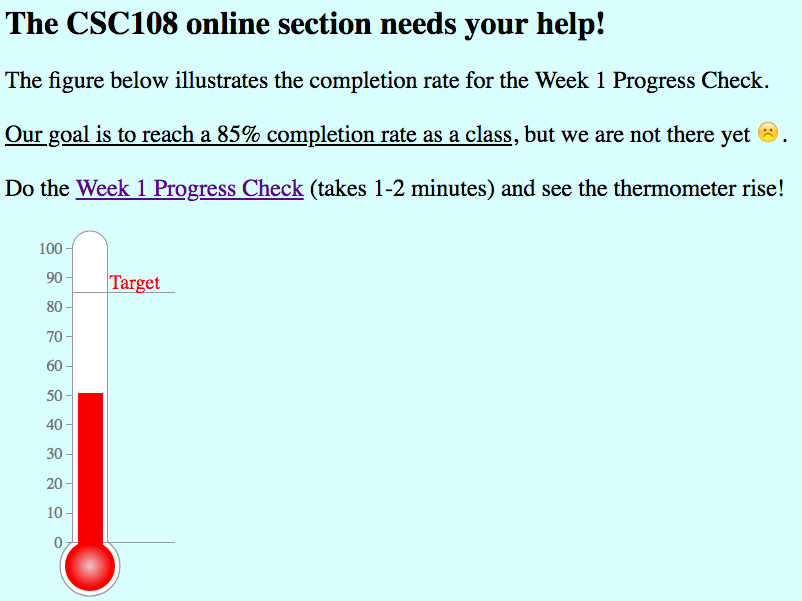 The CSC108 online section needs your help!
The figure below illustrates the completion rate for the Week 1 Progress Check.
Our goal is to reach a 85% completion rate as a class, but we are not there yet ☹️.
Do the Week 1 Progress Check (takes 1-2 minutes) and see the thermometer rise!
100
90
Target
80
70
60
50
40
30
20
10
0